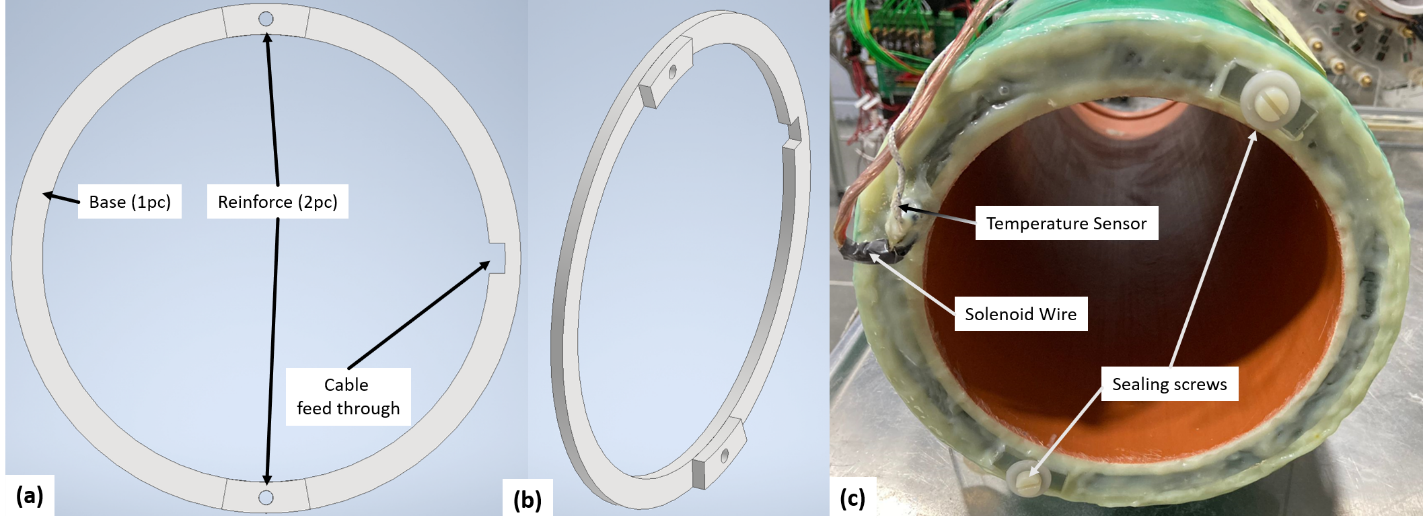 Base (1pc)
Reinforce (2pc)
Cable
feed through
(a)
(b)
Temperature Sensor
Solenoid Wire
Sealing screws
(c)